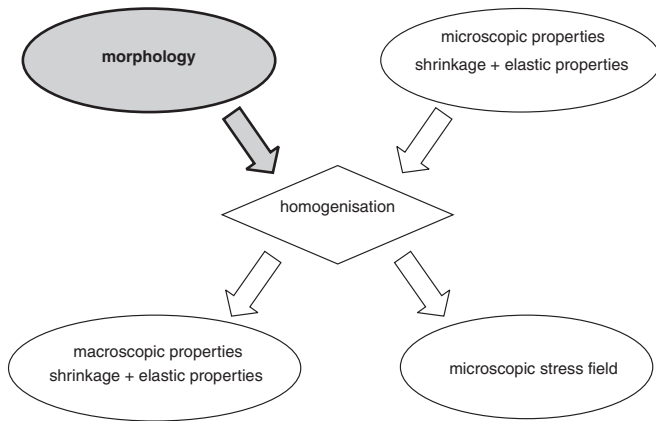 morphology
microscopic properties
shrinkage + elastic properties
homogenisation
macroscopic properties
shrinkage + elastic properties
microscopic stress field